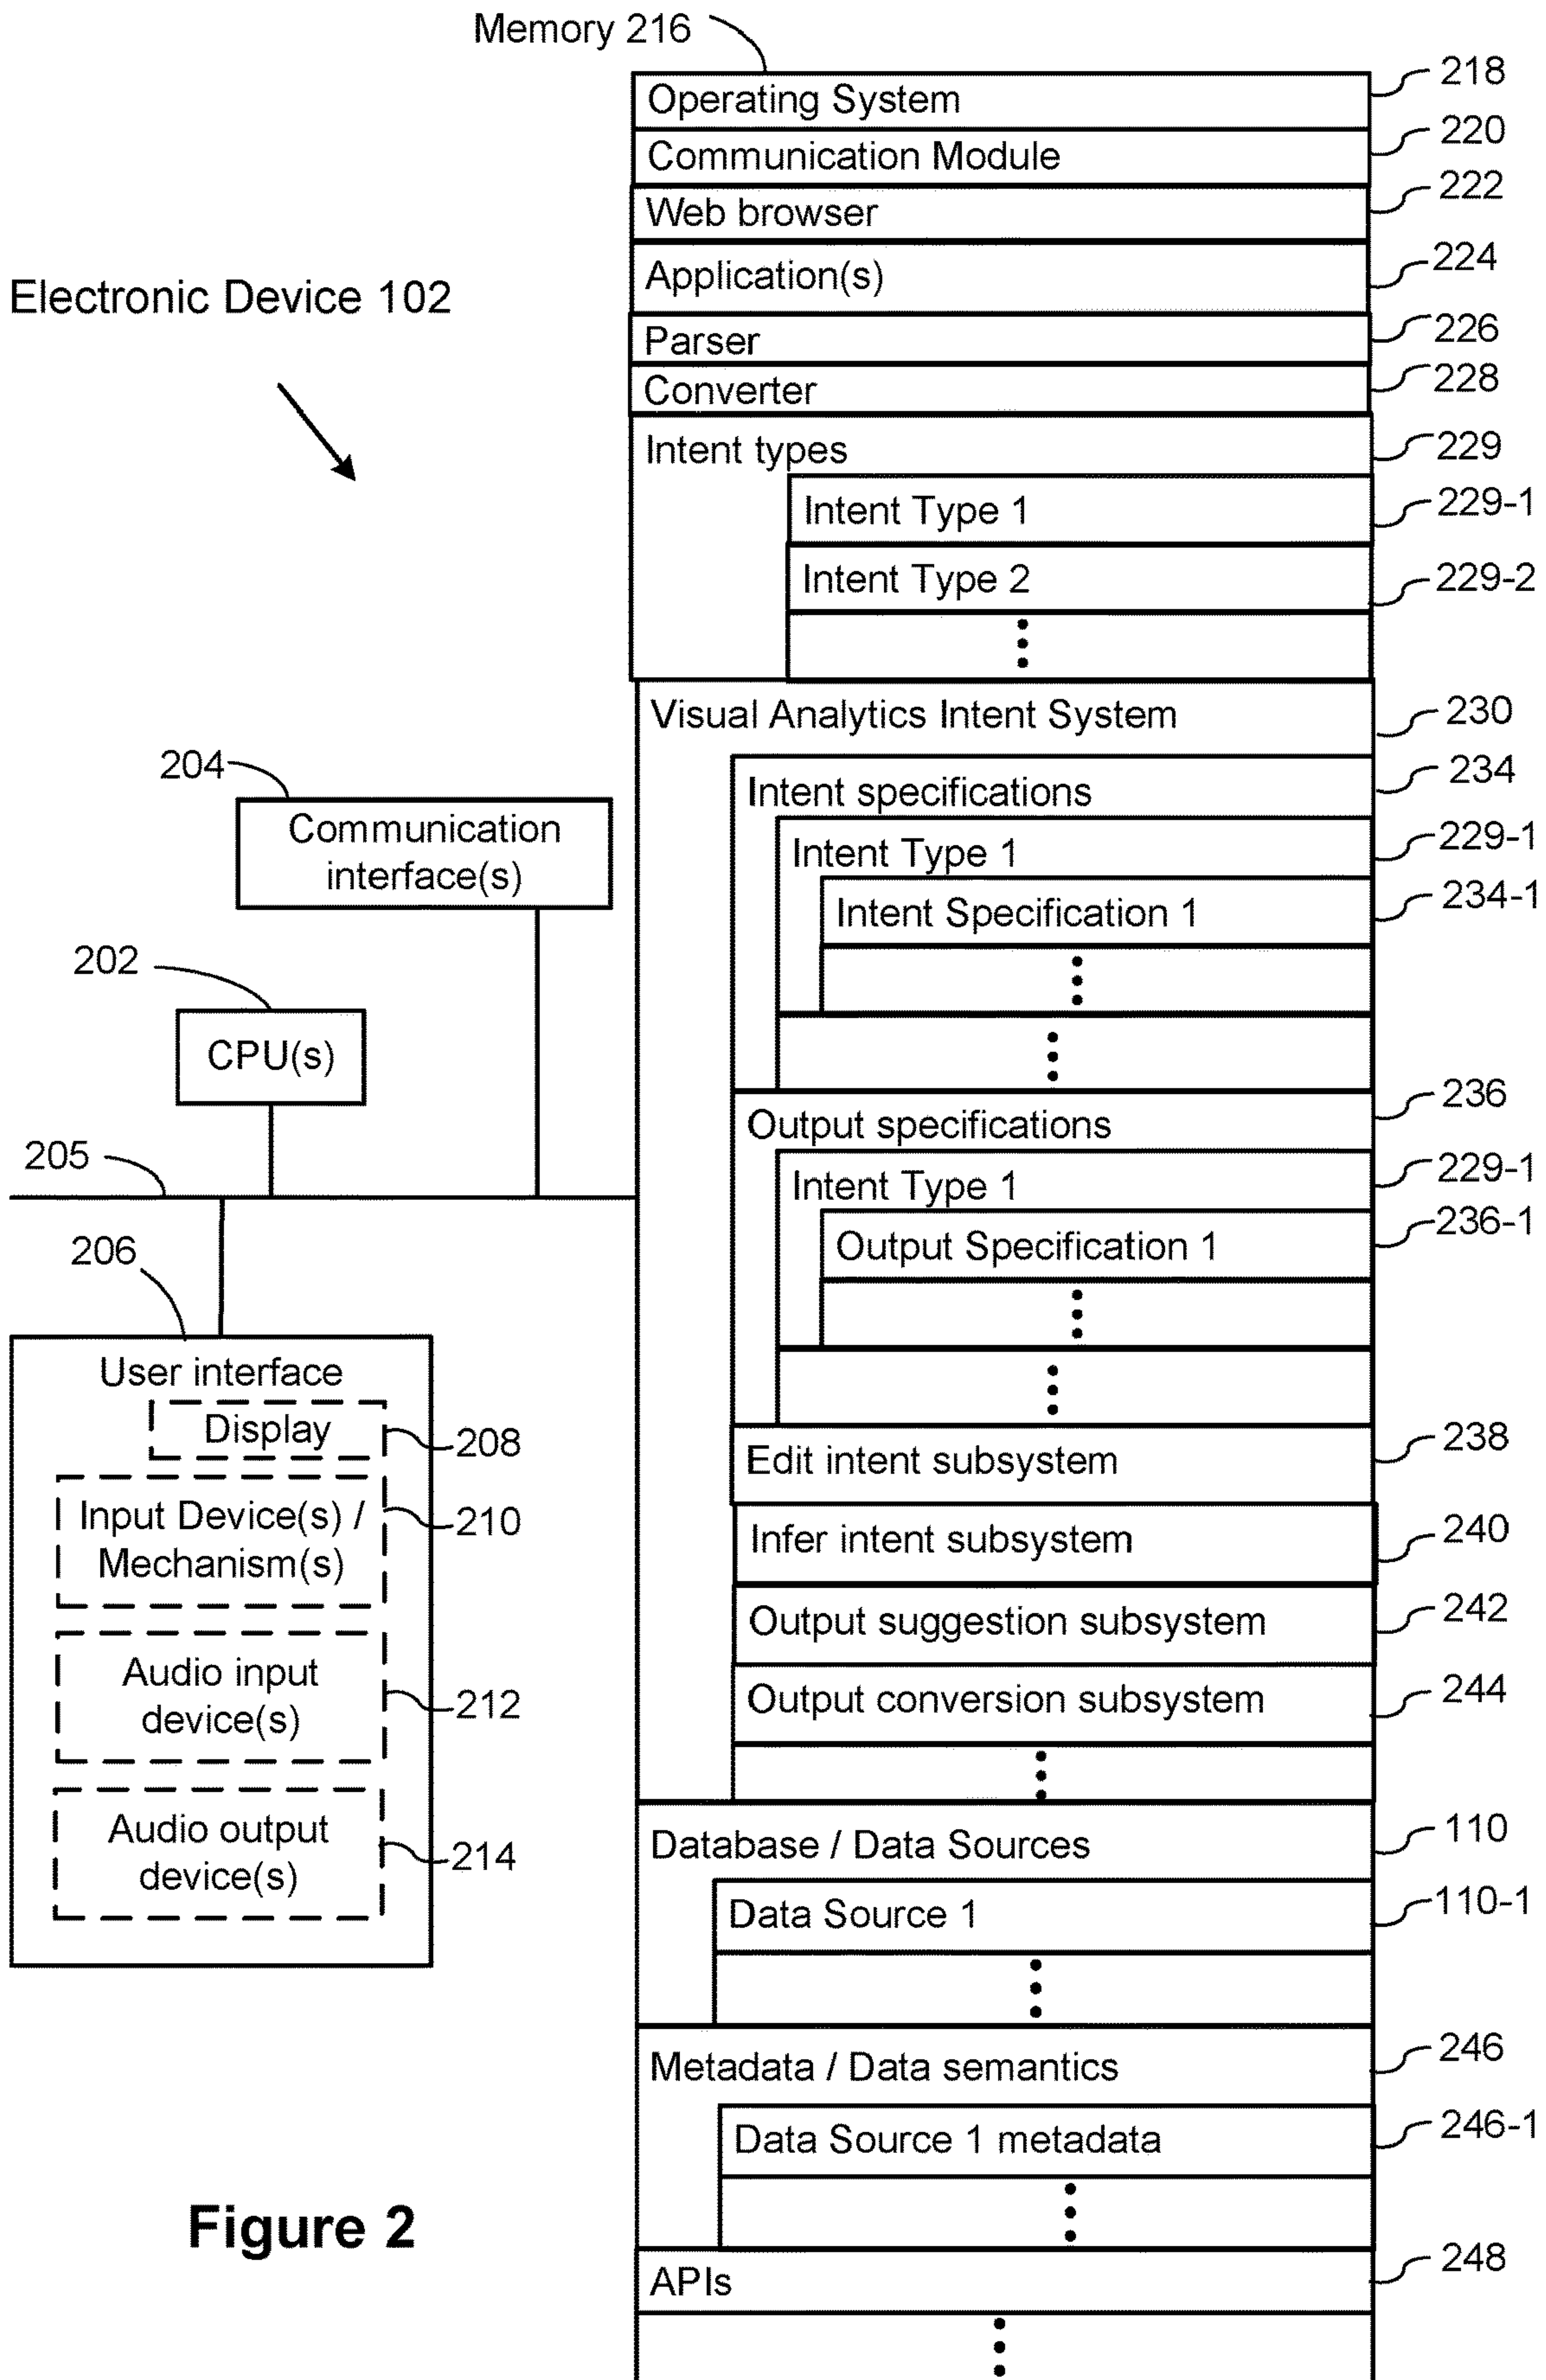 Memory 216
Operating System 218
Communication Module 220
Web browser 222
Application(s) 224
Parser 226
Converter 228
Intent types 229
Intent Type 1 229-1
Intent Type 2 229-2
Electronic Device 102
Visual Analytics Intent System 230
Intent specifications 234
Intent Type 1 229-1
Intent Specification 1 234-1
Output specifications 236
Intent Type 1 229-1
Output Specification 1 236-1
Edit intent subsystem 238
Infer intent subsystem 240
Output suggestion subsystem 242
Output conversion subsystem 244
Database / Data Sources 110
Data Source 1 110-1
Metadata / Data semantics 246
Data Source 1 metadata 246-1
APIs 248
204
Communication
interface(s)
202
CPU(s)
205
206
User interface
Display 208
Input Device(s) / 210
Mechanism(s)
Audio input
device(s) 212
Audio output
device(s) 214
Figure 2